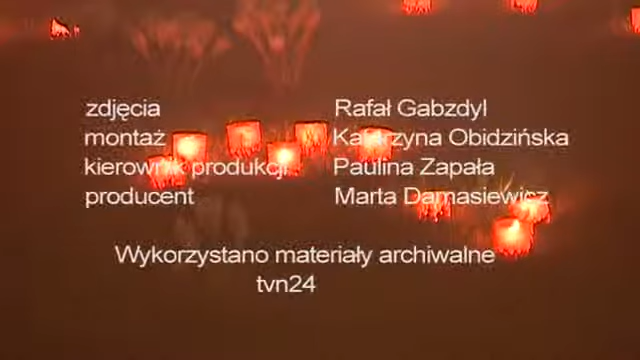 zdjęcia Rafał Gabzdyl
montaż Katarzyna Obidzińska
kierownik produkcji Paulina Zapała
producent Marta Damasiewicz
Wykorzystano materiały archiwalne
tvn24